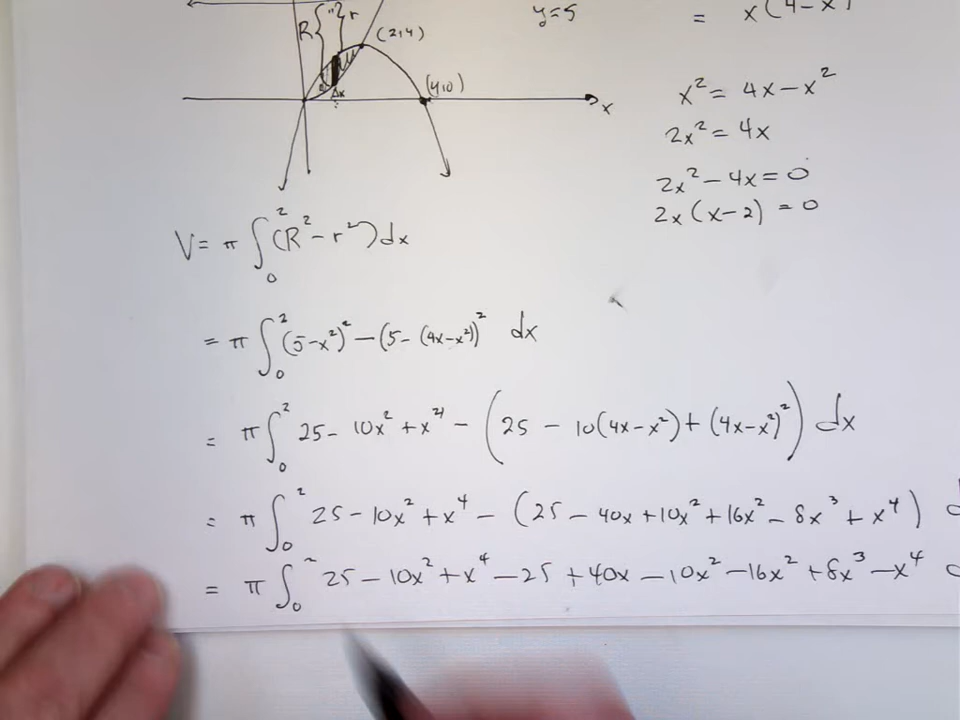 R r
(2,4)
y=5
= x(4-x)
(4,0)
Δx
x
x² = 4x-x²
2x² = 4x
2x²-4x=0
2x(x-2) = 0
V= π ∫₀² (R²-r²)dx
= π ∫₀² (5-x²)²-(5-(4x-x²))² dx
= π ∫₀² 25-10x²+x⁴-(25-10(4x-x²)+(4x-x²)²) dx
= π ∫₀² 25-10x²+x⁴-(25-40x+10x²+16x²-8x³+x⁴) d
= π ∫₀² 25-10x²+x⁴-25+40x-10x²-16x²+8x³-x⁴ d